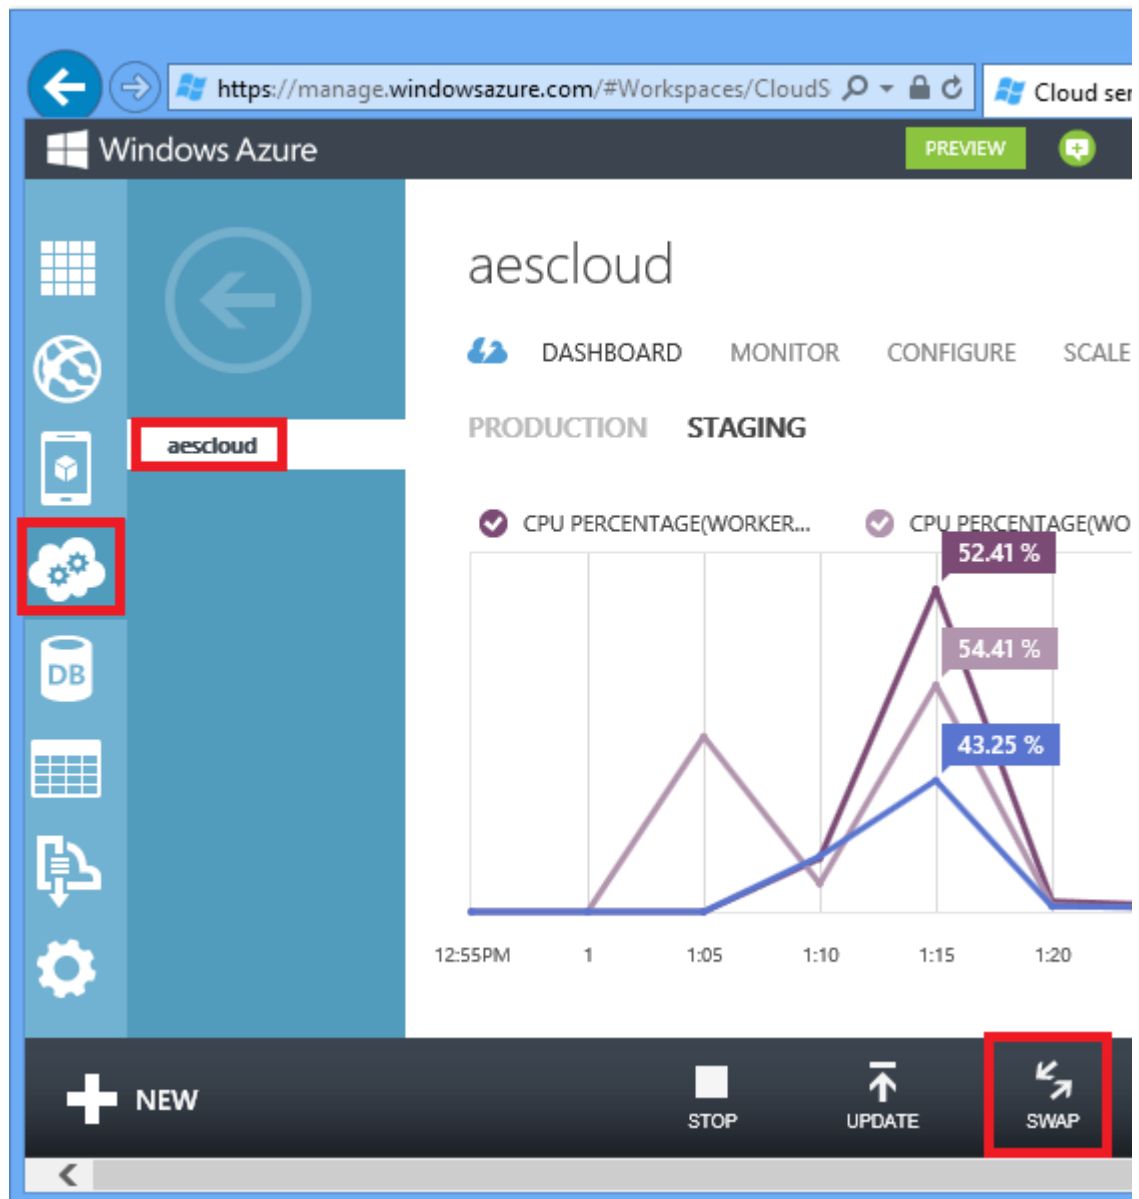 https://manage.windowsazure.com/#Workspaces/CloudS
Cloud ser
Windows Azure
PREVIEW
aescloud
DASHBOARD MONITOR CONFIGURE SCALE
PRODUCTION STAGING
aescloud
CPU PERCENTAGE(WORKER... CPU PERCENTAGE(WO
52.41 %
54.41 %
43.25 %
DB
12:55PM 1 1:05 1:10 1:15 1:20
NEW
STOP UPDATE SWAP